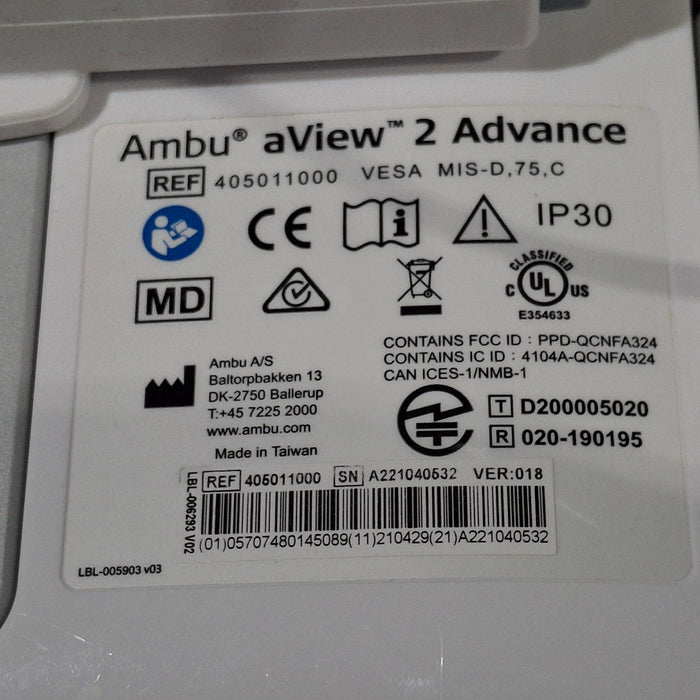 Ambu® aView™ 2 Advance
REF 405011000 VESA MIS-D,75,C
CE i IP30
MD CLASSIFIED C UL US
E354633
CONTAINS FCC ID : PPD-QCNFA324
CONTAINS IC ID : 4104A-QCNFA324
CAN ICES-1/NMB-1
Ambu A/S
Baltorpbakken 13
DK-2750 Ballerup
T:+45 7225 2000
www.ambu.com
Made in Taiwan
T D200005020
R 020-190195
LBL-006293 V02
REF 405011000 SN A221040532 VER:018
(01)05707480145089(11)210429(21)A221040532
LBL-005903 v03